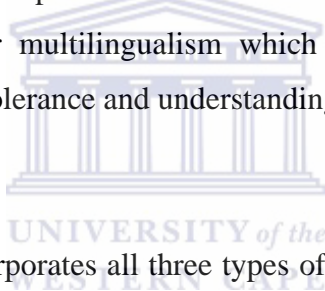 multilingualism which
olerance and understanding
UNIVERSITY of the
rporates all three types of
WESTERN CAPE